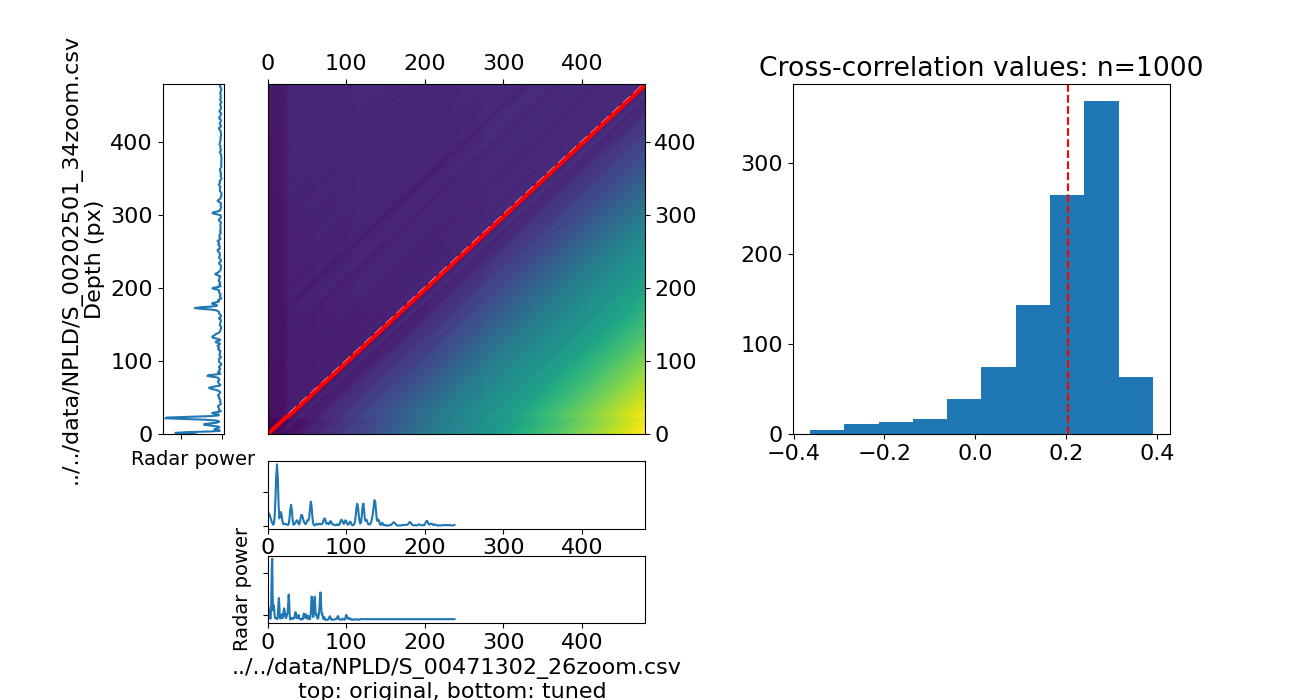 Cross-correlation values: n=1000
0 100 200 300 400
../../data/NPLD/S_00202501_34zoom.csv
Depth (px)
400
300
200
100
0
400
300
200
100
0
300
200
100
0
−0.4 −0.2 0.0 0.2 0.4
Radar power
0 100 200 300 400
Radar power
0 100 200 300 400
../../data/NPLD/S_00471302_26zoom.csv
top: original, bottom: tuned